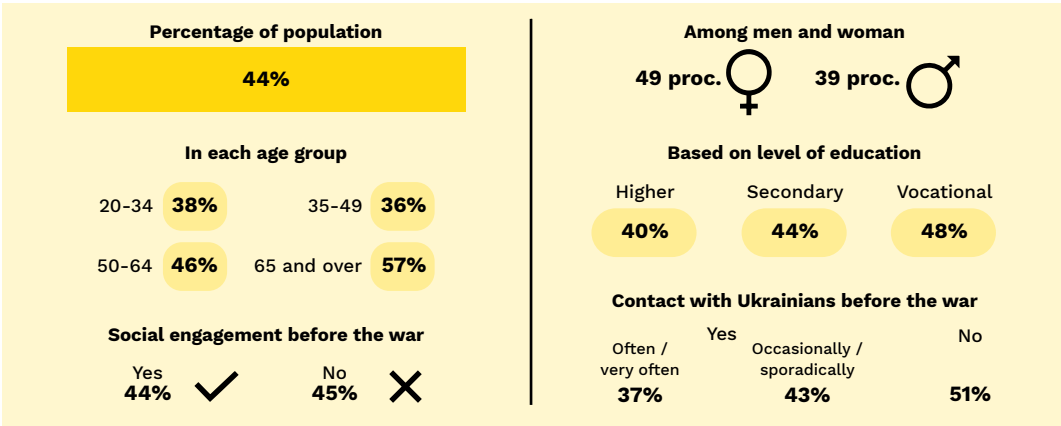 Percentage of population
44%
In each age group
20-34 38% 35-49 36%
50-64 46% 65 and over 57%
Social engagement before the war
Yes No
44% 45%
Among men and woman
49 proc. 39 proc.
Based on level of education
Higher Secondary Vocational
40% 44% 48%
Contact with Ukrainians before the war
Yes No
Often / Occasionally /
very often sporadically
37% 43% 51%